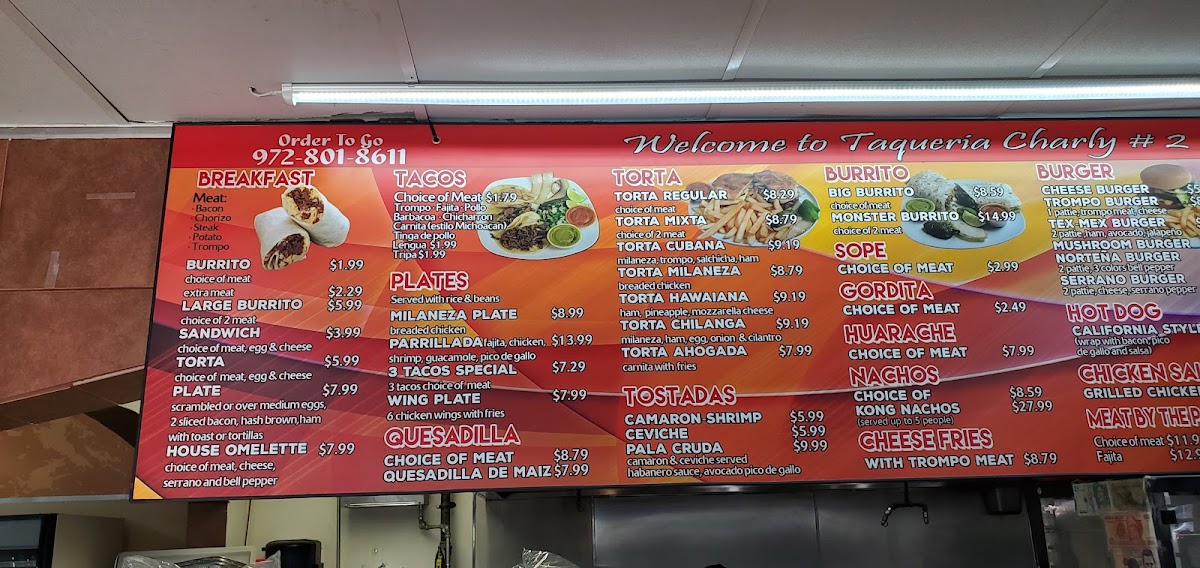 Order To Go
972-801-8611
Welcome to Taqueria Charly # 2
BREAKFAST
Meat:
· Bacon
· Chorizo
· Steak
· Potato
· Trompo
BURRITO $1.99
choice of meat
extra meat $2.29
LARGE BURRITO $5.99
choice of 2 meat
SANDWICH $3.99
choice of meat, egg & cheese
TORTA $5.99
choice of meat, egg & cheese
PLATE $7.99
scrambled or over medium eggs,
2 sliced bacon, hash brown, ham
with toast or tortillas
HOUSE OMELETTE $7.99
choice of meat, cheese,
serrano and bell pepper
TACOS
Choice of Meat $1.79
Trompo · Fajita · Pollo
Barbacoa · Chicharron
Carnita (estilo Michoacan)
Tinga de pollo
Lengua $1.99
Tripa $1.99
PLATES
Served with rice & beans
MILANEZA PLATE $8.99
breaded chicken
PARRILLADA fajita, chicken, $13.99
shrimp, guacamole, pico de gallo
3 TACOS SPECIAL $7.29
3 tacos choice of meat
WING PLATE $7.99
6 chicken wings with fries
QUESADILLA
CHOICE OF MEAT $8.79
QUESADILLA DE MAIZ $7.99
TORTA
TORTA REGULAR $8.29
choice of meat
TORTA MIXTA $8.79
choice of 2 meat
TORTA CUBANA $9.19
milaneza, trompo, salchicha, ham
TORTA MILANEZA $8.79
breaded chicken
TORTA HAWAIANA $9.19
ham, pineapple, mozzarella cheese
TORTA CHILANGA $9.19
milaneza, ham, egg, onion & cilantro
TORTA AHOGADA $7.99
carnita with fries
TOSTADAS
CAMARON-SHRIMP $5.99
CEVICHE $5.99
PALA CRUDA $9.99
camaron & ceviche served
habanero sauce, avocado pico de gallo
BURRITO
BIG BURRITO $8.59
choice of meat
MONSTER BURRITO $14.99
choice of 2 meat
SOPE
CHOICE OF MEAT $2.99
GORDITA
CHOICE OF MEAT $2.49
HUARACHE
CHOICE OF MEAT $7.99
NACHOS
CHOICE OF $8.59
KONG NACHOS $27.99
(served up to 5 people)
CHEESE FRIES
WITH TROMPO MEAT $8.79
BURGER
CHEESE BURGER
TROMPO BURGER
1 pattie, trompo meat, cheese
TEX-MEX BURGER
2 pattie, ham, avocado, jalapeño
MUSHROOM BURGER
NORTENA BURGER
2 pattie, 3 colors bell pepper
SERRANO BURGER
2 pattie, cheese, serrano pepper
HOT DOG
CALIFORNIA STYL
(wrap with bacon, pico
de gallo and salsa)
CHICKEN SAL
GRILLED CHICKE
MEAT BY THE
Choice of meat $11.9
Fajita $12.9